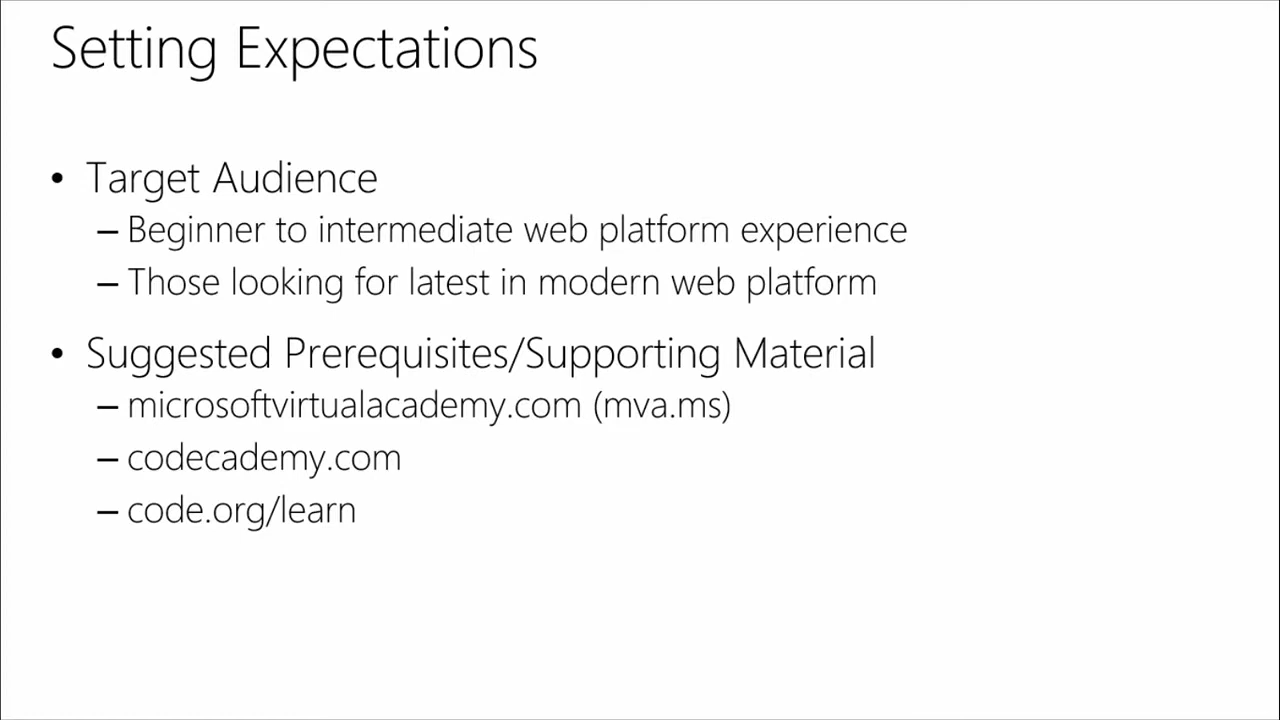 Setting Expectations
• Target Audience
– Beginner to intermediate web platform experience
– Those looking for latest in modern web platform
• Suggested Prerequisites/Supporting Material
– microsoftvirtualacademy.com (mva.ms)
– codecademy.com
– code.org/learn